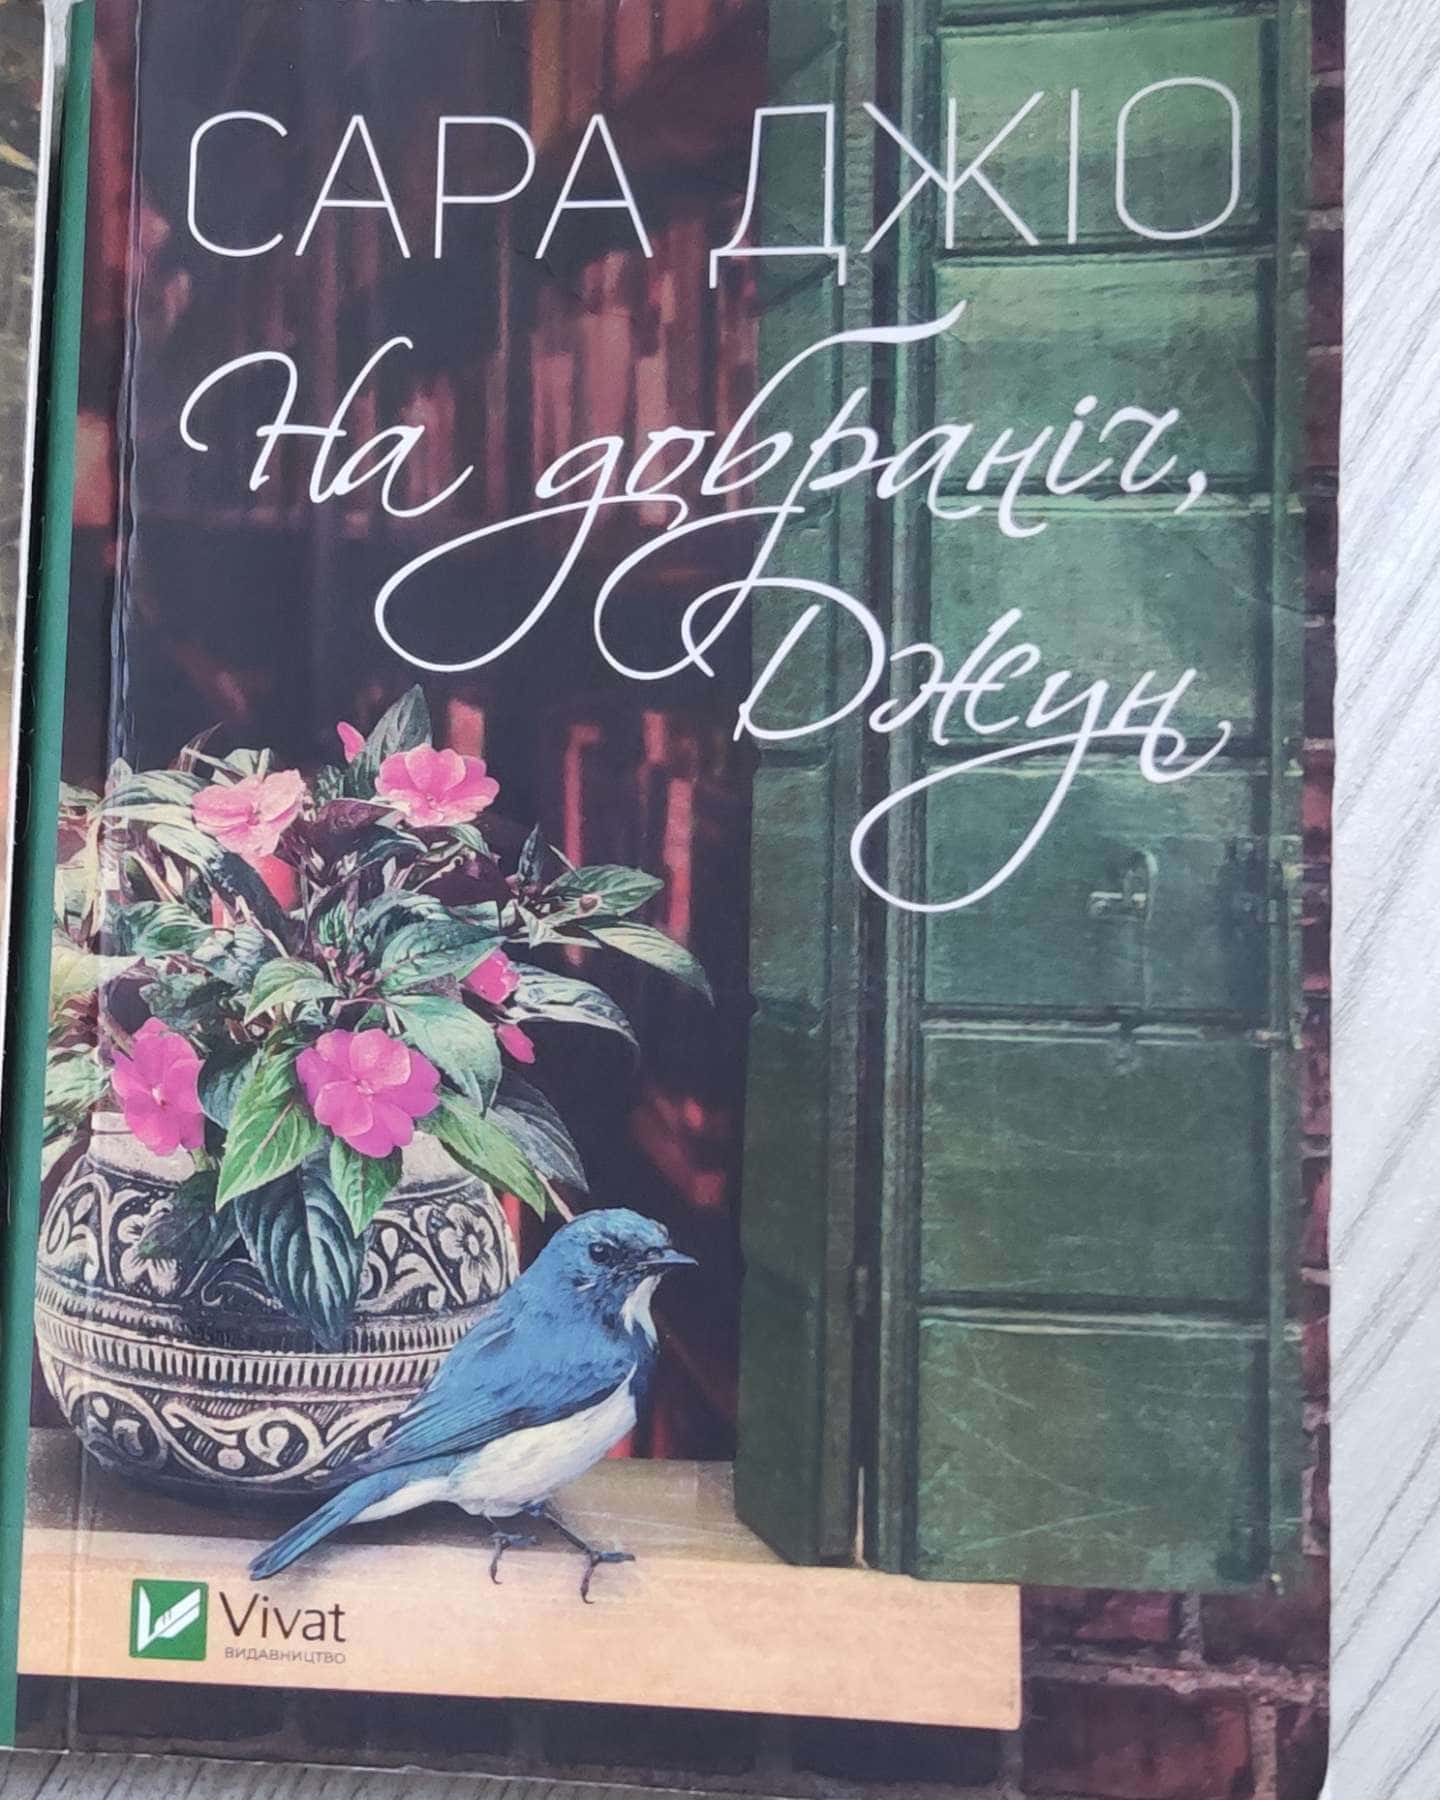 САРА ДЖІО
На добраніч,
Джун
Vivat
ВИДАВНИЦТВО